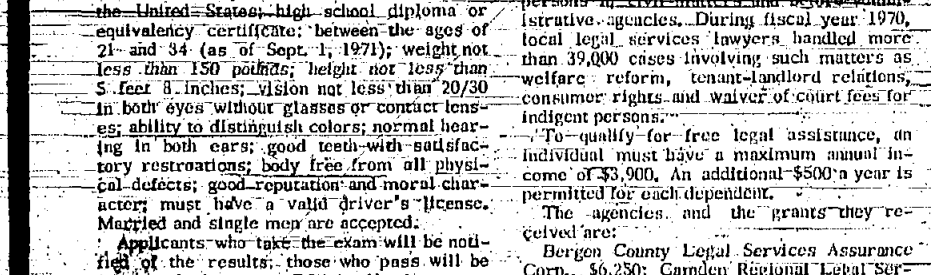 the United States; high school diploma or
equivalency certificate; between the ages of
21 and 34 (as of Sept. 1, 1971); weight not
less than 150 pounds; height not less than
5 feet 8 inches; vision not less than 20/30
in both eyes without glasses or contact lens-
es; ability to distinguish colors; normal hear-
ing in both ears; good teeth with satisfac-
tory restroations; body free from all physi-
cal defects; good reputation and moral char-
acter; must have a valid driver's license.
Married and single men are accepted.
Applicants who take the exam will be noti-
fied of the results; those who pass will be
persons in civil matters and before
istrative agencies. During fiscal year 1970,
local legal services lawyers handled more
than 39,000 cases involving such matters as
welfare reform, tenant-landlord relations,
consumer rights and waiver of court fees for
indigent persons.
To qualify for free legal assistance, an
individual must have a maximum annual in-
come of $3,900. An additional $500 a year is
permitted for each dependent.
The agencies and the grants they re-
ceived are:
Bergen County Legal Services Assurance
Corp., $6,250; Camden Regional Legal Ser-